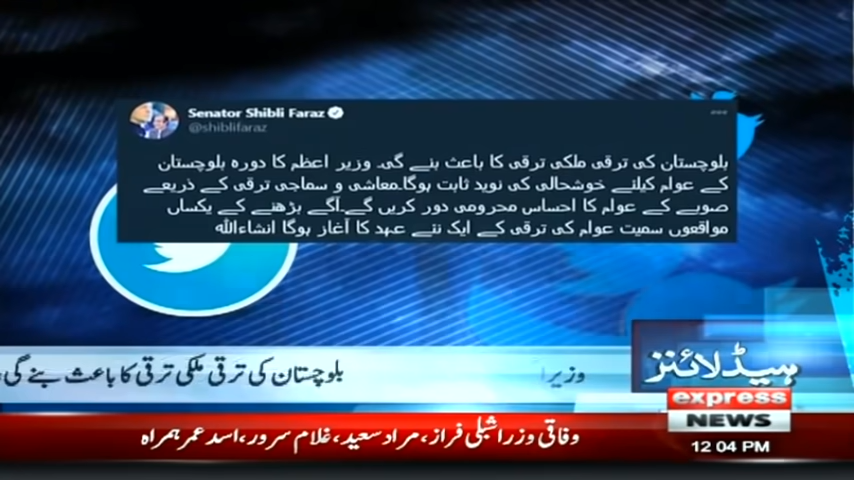 Senator Shibli Faraz
@shiblifaraz
بلوچستان کی ترقی ملکی ترقی کا باعث بنے گی۔ وزیر اعظم کا دورہ بلوچستان
کے عوام کیلئے خوشحالی کی نوید ثابت ہوگا۔معاشی و سماجی ترقی کے ذریعے
صوبے کے عوام کا احساس محرومی دور کریں گے۔آگے بڑھنے کے یکساں
مواقعوں سمیت عوام کی ترقی کے ایک نئے عہد کا آغاز ہوگا انشاءاللہ
ہیڈلائنز
وزیرا
بلوچستان کی ترقی ملکی ترقی کا باعث بنے گی،
express
NEWS
وفاقی وزرا شبلی فراز، مراد سعید، غلام سرور، اسد عمر ہمراہ
12:04 PM